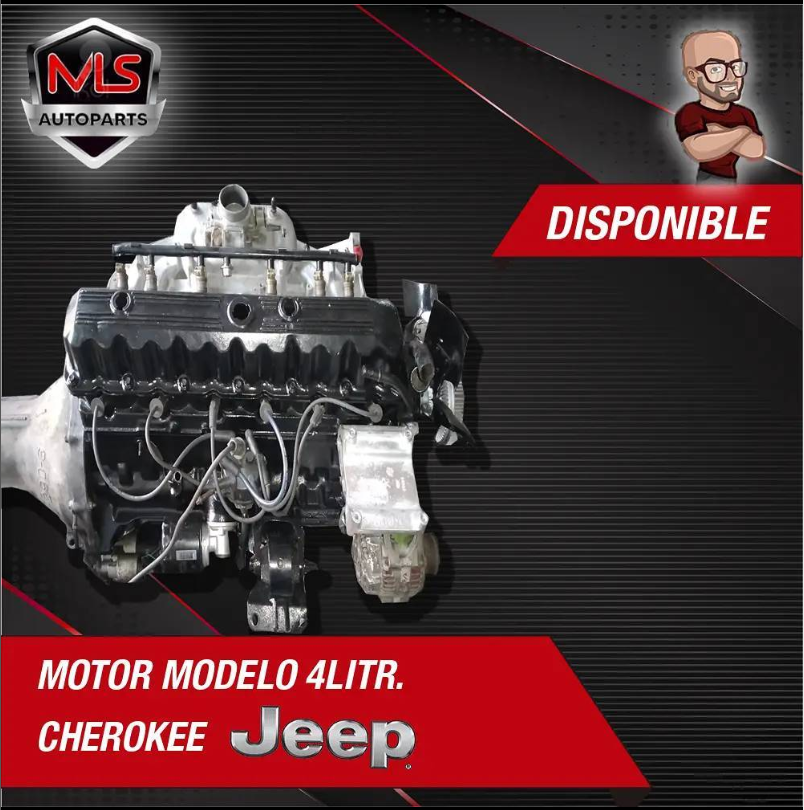 MLS
AUTOPARTS
DISPONIBLE
MOTOR MODELO 4LITR.
CHEROKEE Jeep